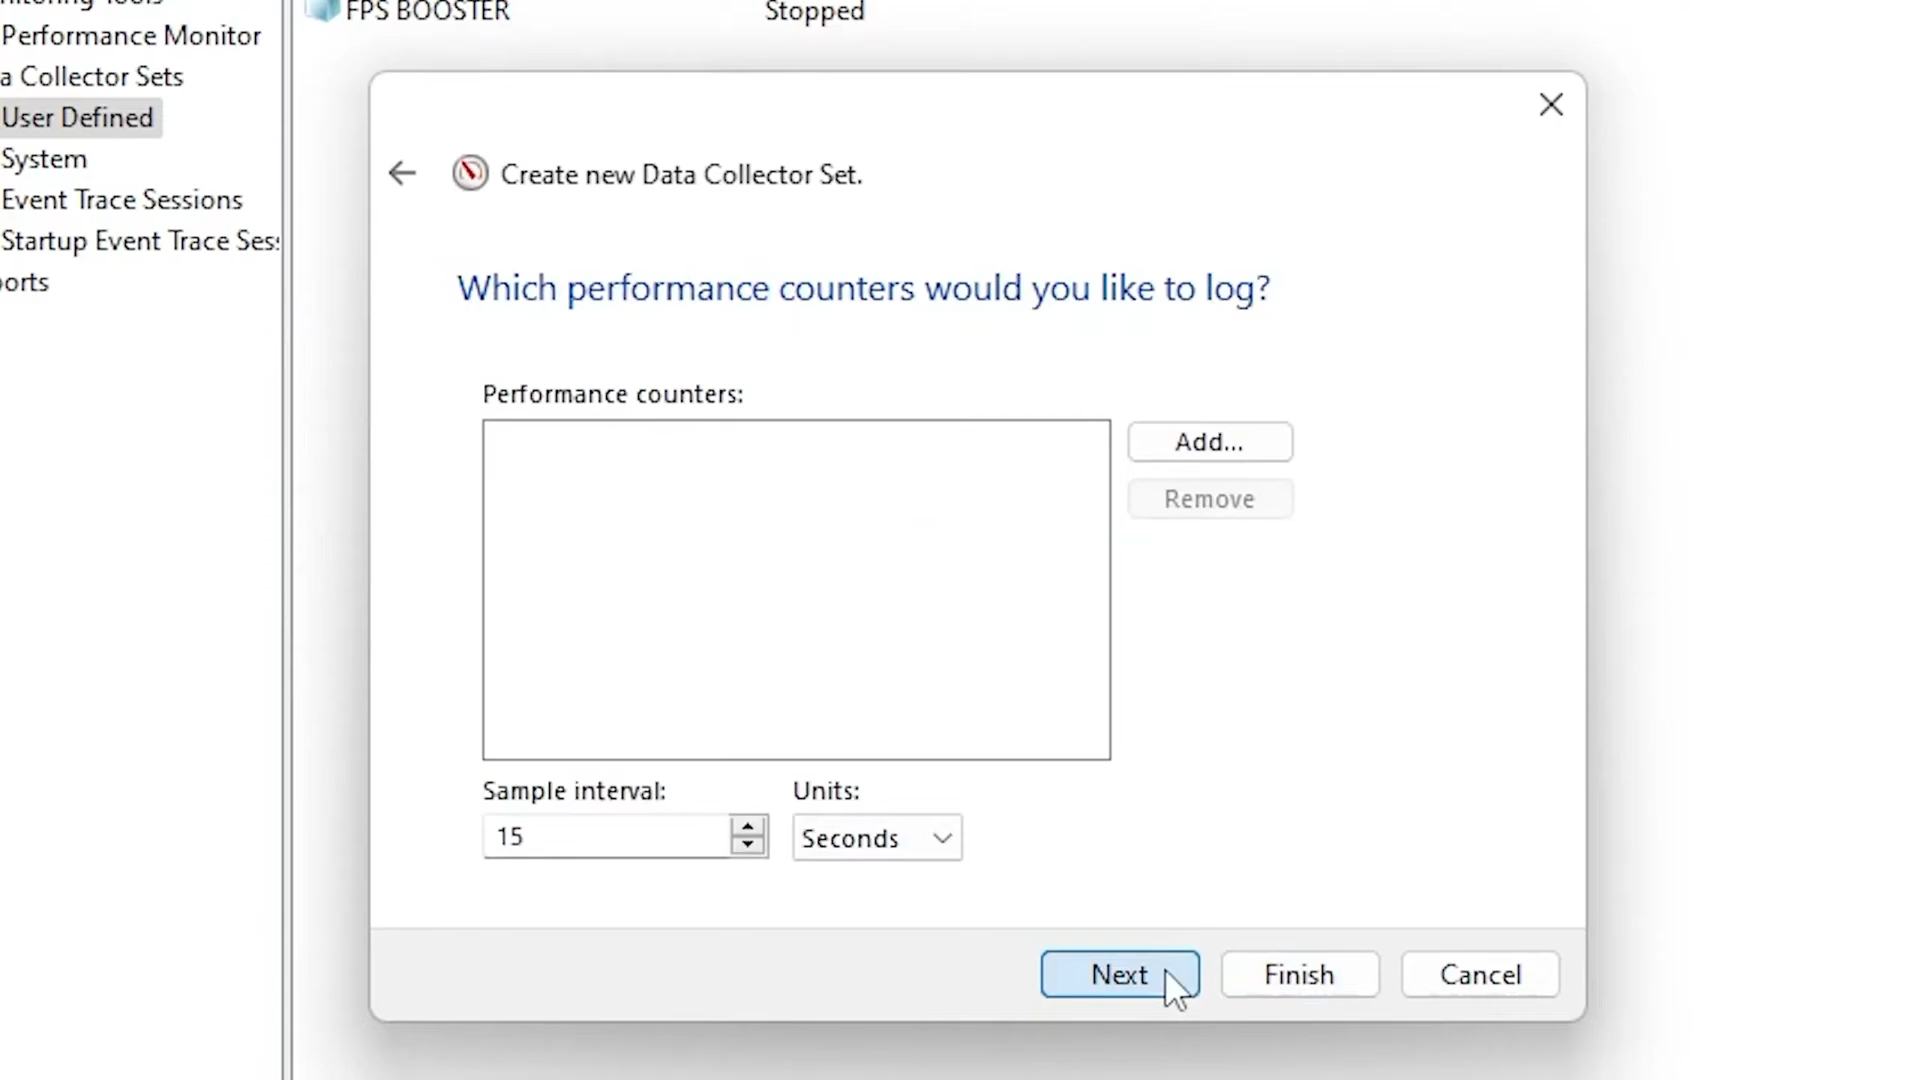 FPS BOOSTER
Stopped
Performance Monitor
a Collector Sets
User Defined
System
Event Trace Sessions
Startup Event Trace Ses
orts
Create new Data Collector Set.
Which performance counters would you like to log?
Performance counters:
Add...
Remove
Sample interval:
Units:
15
Seconds
Next
Finish
Cancel